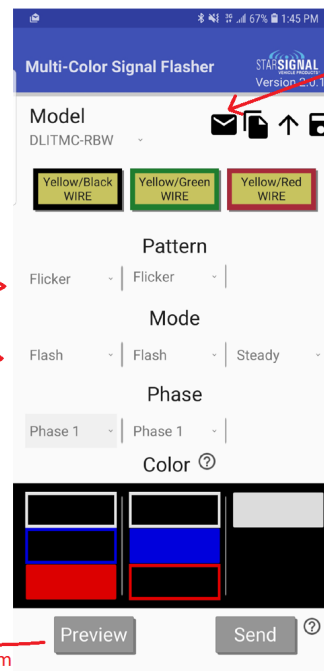 67% 1:45 PM
Multi-Color Signal Flasher
STARSIGNAL
VEHICLE PRODUCTS
Version 2.0.1
Model
DLITMC-RBW
Yellow/Black WIRE
Yellow/Green WIRE
Yellow/Red WIRE
Pattern
Flicker Flicker
Mode
Flash Flash Steady
Phase
Phase 1 Phase 1
Color ?
Preview Send ?
m